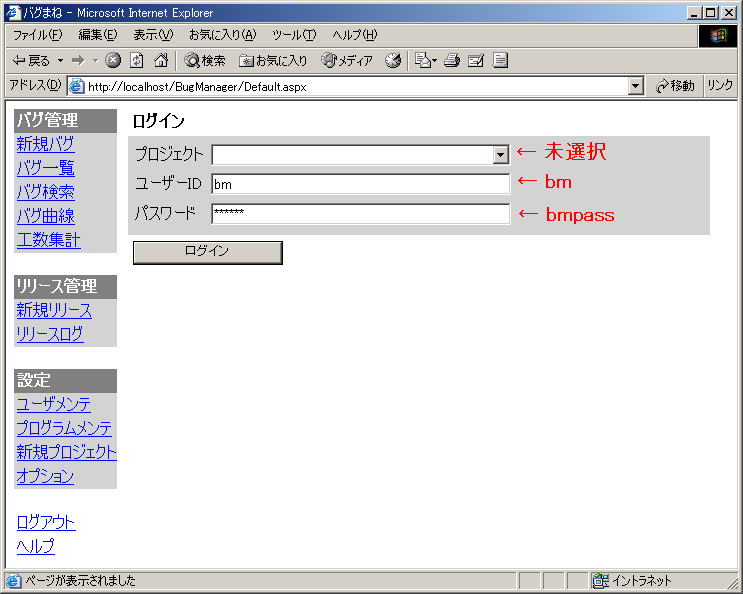 バグまね - Microsoft Internet Explorer
ファイル(F) 編集(E) 表示(V) お気に入り(A) ツール(T) ヘルプ(H)
戻る 検索 お気に入り メディア
アドレス(D) http://localhost/BugManager/Default.aspx 移動 リンク
バグ管理
新規バグ
バグ一覧
バグ検索
バグ曲線
工数集計
リリース管理
新規リリース
リリースログ
設定
ユーザメンテ
プログラムメンテ
新規プロジェクト
オプション
ログアウト
ヘルプ
ログイン
プロジェクト ← 未選択
ユーザーID bm ← bm
パスワード ****** ← bmpass
ログイン
ページが表示されました イントラネット